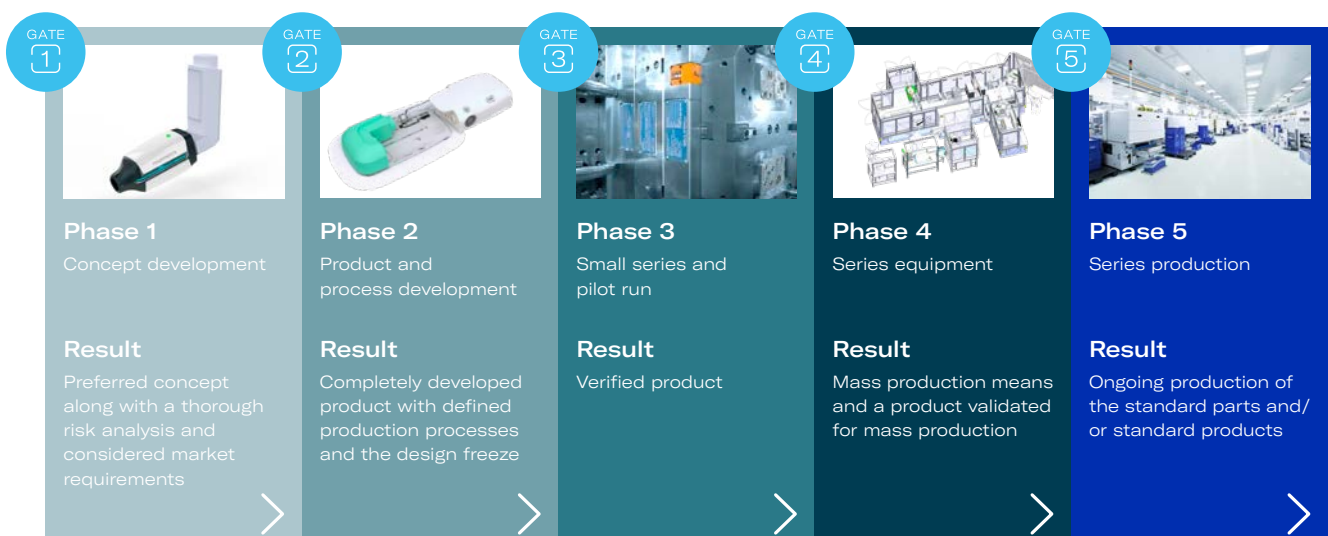 GATE
1
GATE
2
GATE
3
GATE
4
GATE
5
Phase 1
Concept development
Result
Preferred concept
along with a thorough
risk analysis and
considered market
requirements
Phase 2
Product and
process development
Result
Completely developed
product with defined
production processes
and the design freeze
Phase 3
Small series and
pilot run
Result
Verified product
Phase 4
Series equipment
Result
Mass production means
and a product validated
for mass production
Phase 5
Series production
Result
Ongoing production of
the standard parts and/
or standard products